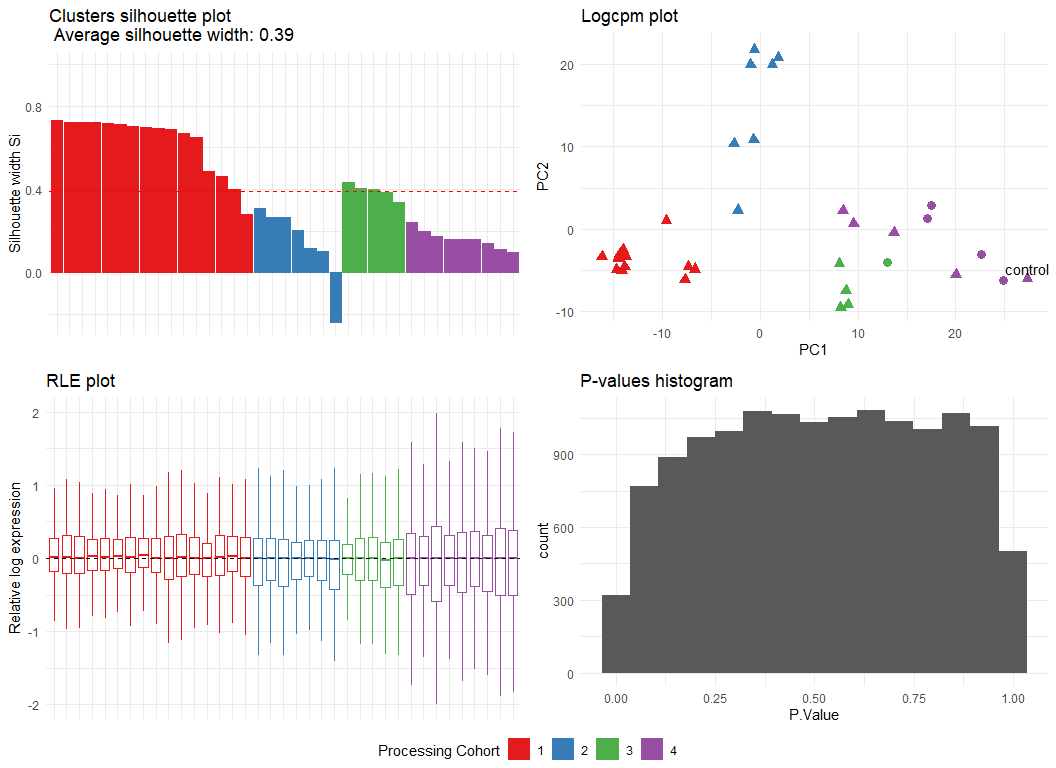 Clusters silhouette plot
Average silhouette width: 0.39
Silhouette width Si
0.8
0.4
0.0
Logcpm plot
PC2
20
10
0
-10
control
-10
0
10
20
PC1
RLE plot
Relative log expression
2
1
0
-1
-2
P-values histogram
count
900
600
300
0
0.00
0.25
0.50
0.75
1.00
P.Value
Processing Cohort 1 2 3 4